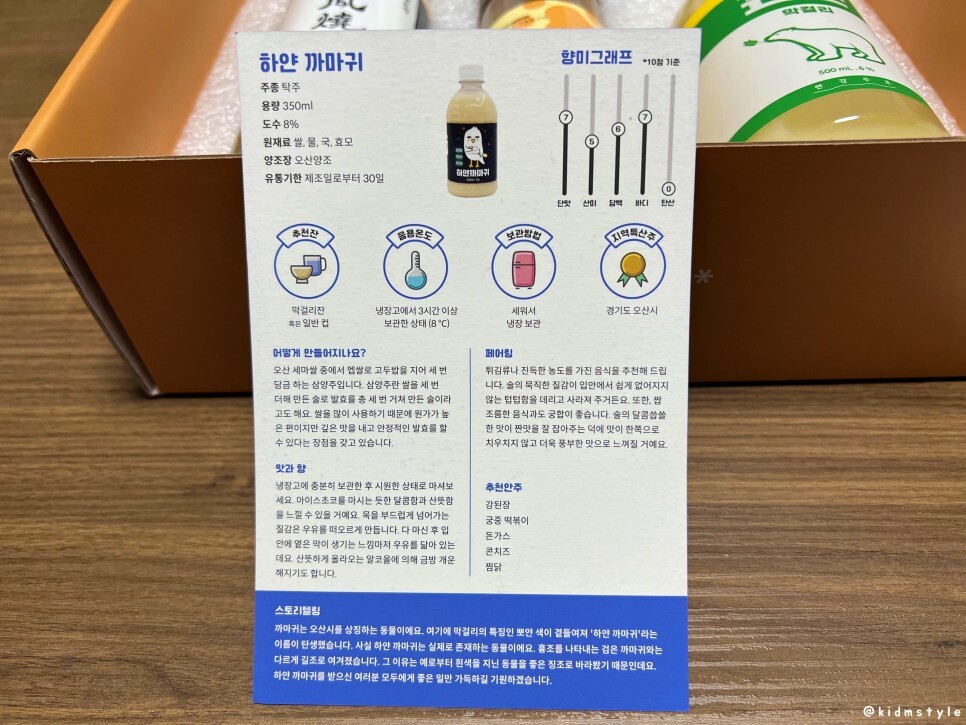 燒
막걸리
500 mL . 6 %
하얀 까마귀
주종 탁주
용량 350ml
도수 8%
원재료 쌀, 물, 국, 효모
양조장 오산양조
유통기한 제조일로부터 30일
하얀까마귀
향미그래프 *10점 기준
7 5 6 7 0
단맛 산미 담백 바디 탄산
추천잔
막걸리잔
혹은 일반 컵
음용온도
냉장고에서 3시간 이상
보관한 상태 (8 ℃)
보관방법
세워서
냉장 보관
지역특산주
경기도 오산시
어떻게 만들어지나요?
오산 세마쌀 중에서 멥쌀로 고두밥을 지어 세 번
담금 하는 삼양주입니다. 삼양주란 쌀을 세 번
더해 만든 술로 발효를 총 세 번 거쳐 만든 술이라
고도 해요. 쌀을 많이 사용하기 때문에 원가가 높
은 편이지만 깊은 맛을 내고 안정적인 발효를 할
수 있다는 장점을 갖고 있습니다.
맛과 향
냉장고에 충분히 보관한 후 시원한 상태로 마셔보
세요. 아이스초코를 마시는 듯한 달콤함과 산뜻함
을 느낄 수 있을 거예요. 목을 부드럽게 넘어가는
질감은 우유를 떠오르게 만듭니다. 다 마신 후 입
안에 옅은 막이 생기는 느낌마저 우유를 닮아 있는
데요. 산뜻하게 올라오는 알코올에 의해 금방 개운
해지기도 합니다.
페어링
튀김류나 진득한 농도를 가진 음식을 추천해 드립
니다. 술의 묵직한 질감이 입안에서 쉽게 없어지지
않는 텁텁함을 데리고 사라져 주거든요. 또한, 짭
조름한 음식과도 궁합이 좋습니다. 술의 달콤쌉쌀
한 맛이 짠맛을 잘 잡아주는 덕에 맛이 한쪽으로
치우치지 않고 더욱 풍부한 맛으로 느껴질 거예요.
추천안주
강된장
궁중 떡볶이
돈가스
콘치즈
찜닭
스토리텔링
까마귀는 오산시를 상징하는 동물이에요. 여기에 막걸리의 특징인 뽀얀 색이 곁들여져 '하얀 까마귀'라는
이름이 탄생했습니다. 사실 하얀 까마귀는 실제로 존재하는 동물이에요. 흉조를 나타내는 검은 까마귀와는
다르게 길조로 여겨졌습니다. 그 이유는 예로부터 흰색을 지닌 동물을 좋은 징조로 바라봤기 때문인데요.
하얀 까마귀를 받으신 여러분 모두에게 좋은 일만 가득하길 기원하겠습니다.
@kidmstyle